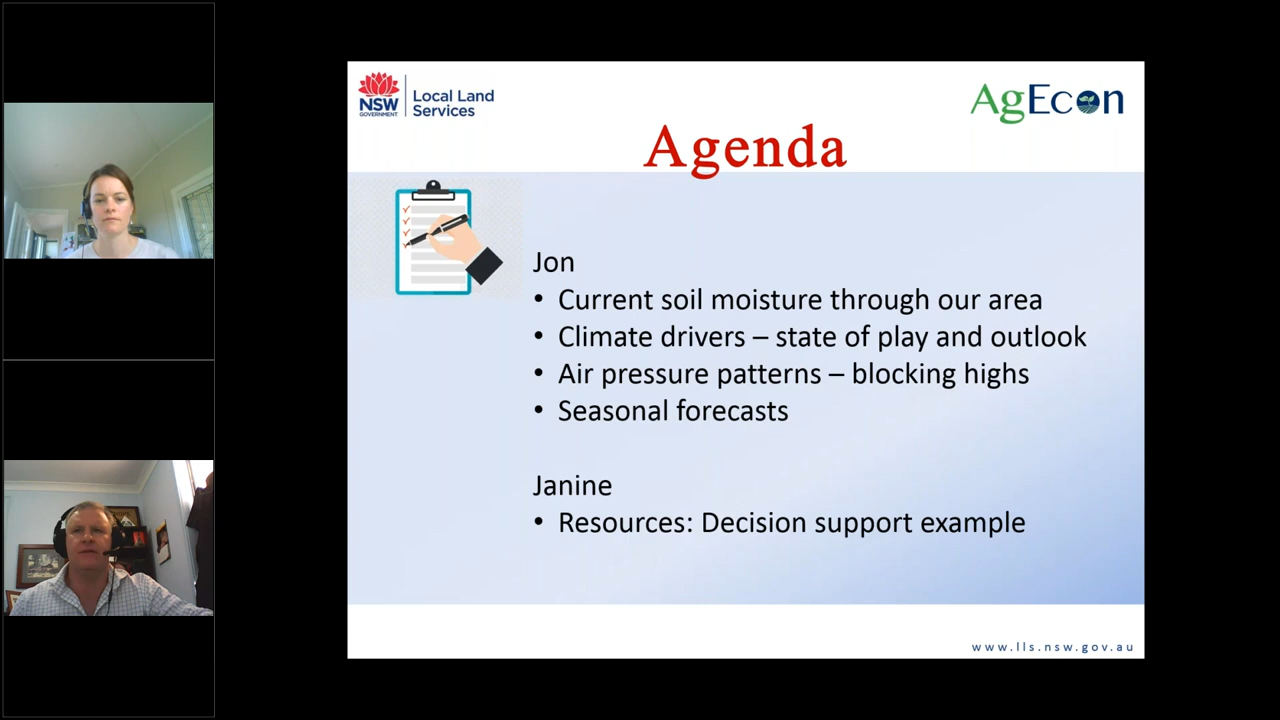 NSW
GOVERNMENT
Local Land
Services
AgEcon
Agenda
Jon
• Current soil moisture through our area
• Climate drivers – state of play and outlook
• Air pressure patterns – blocking highs
• Seasonal forecasts
Janine
• Resources: Decision support example
www.lls.nsw.gov.au